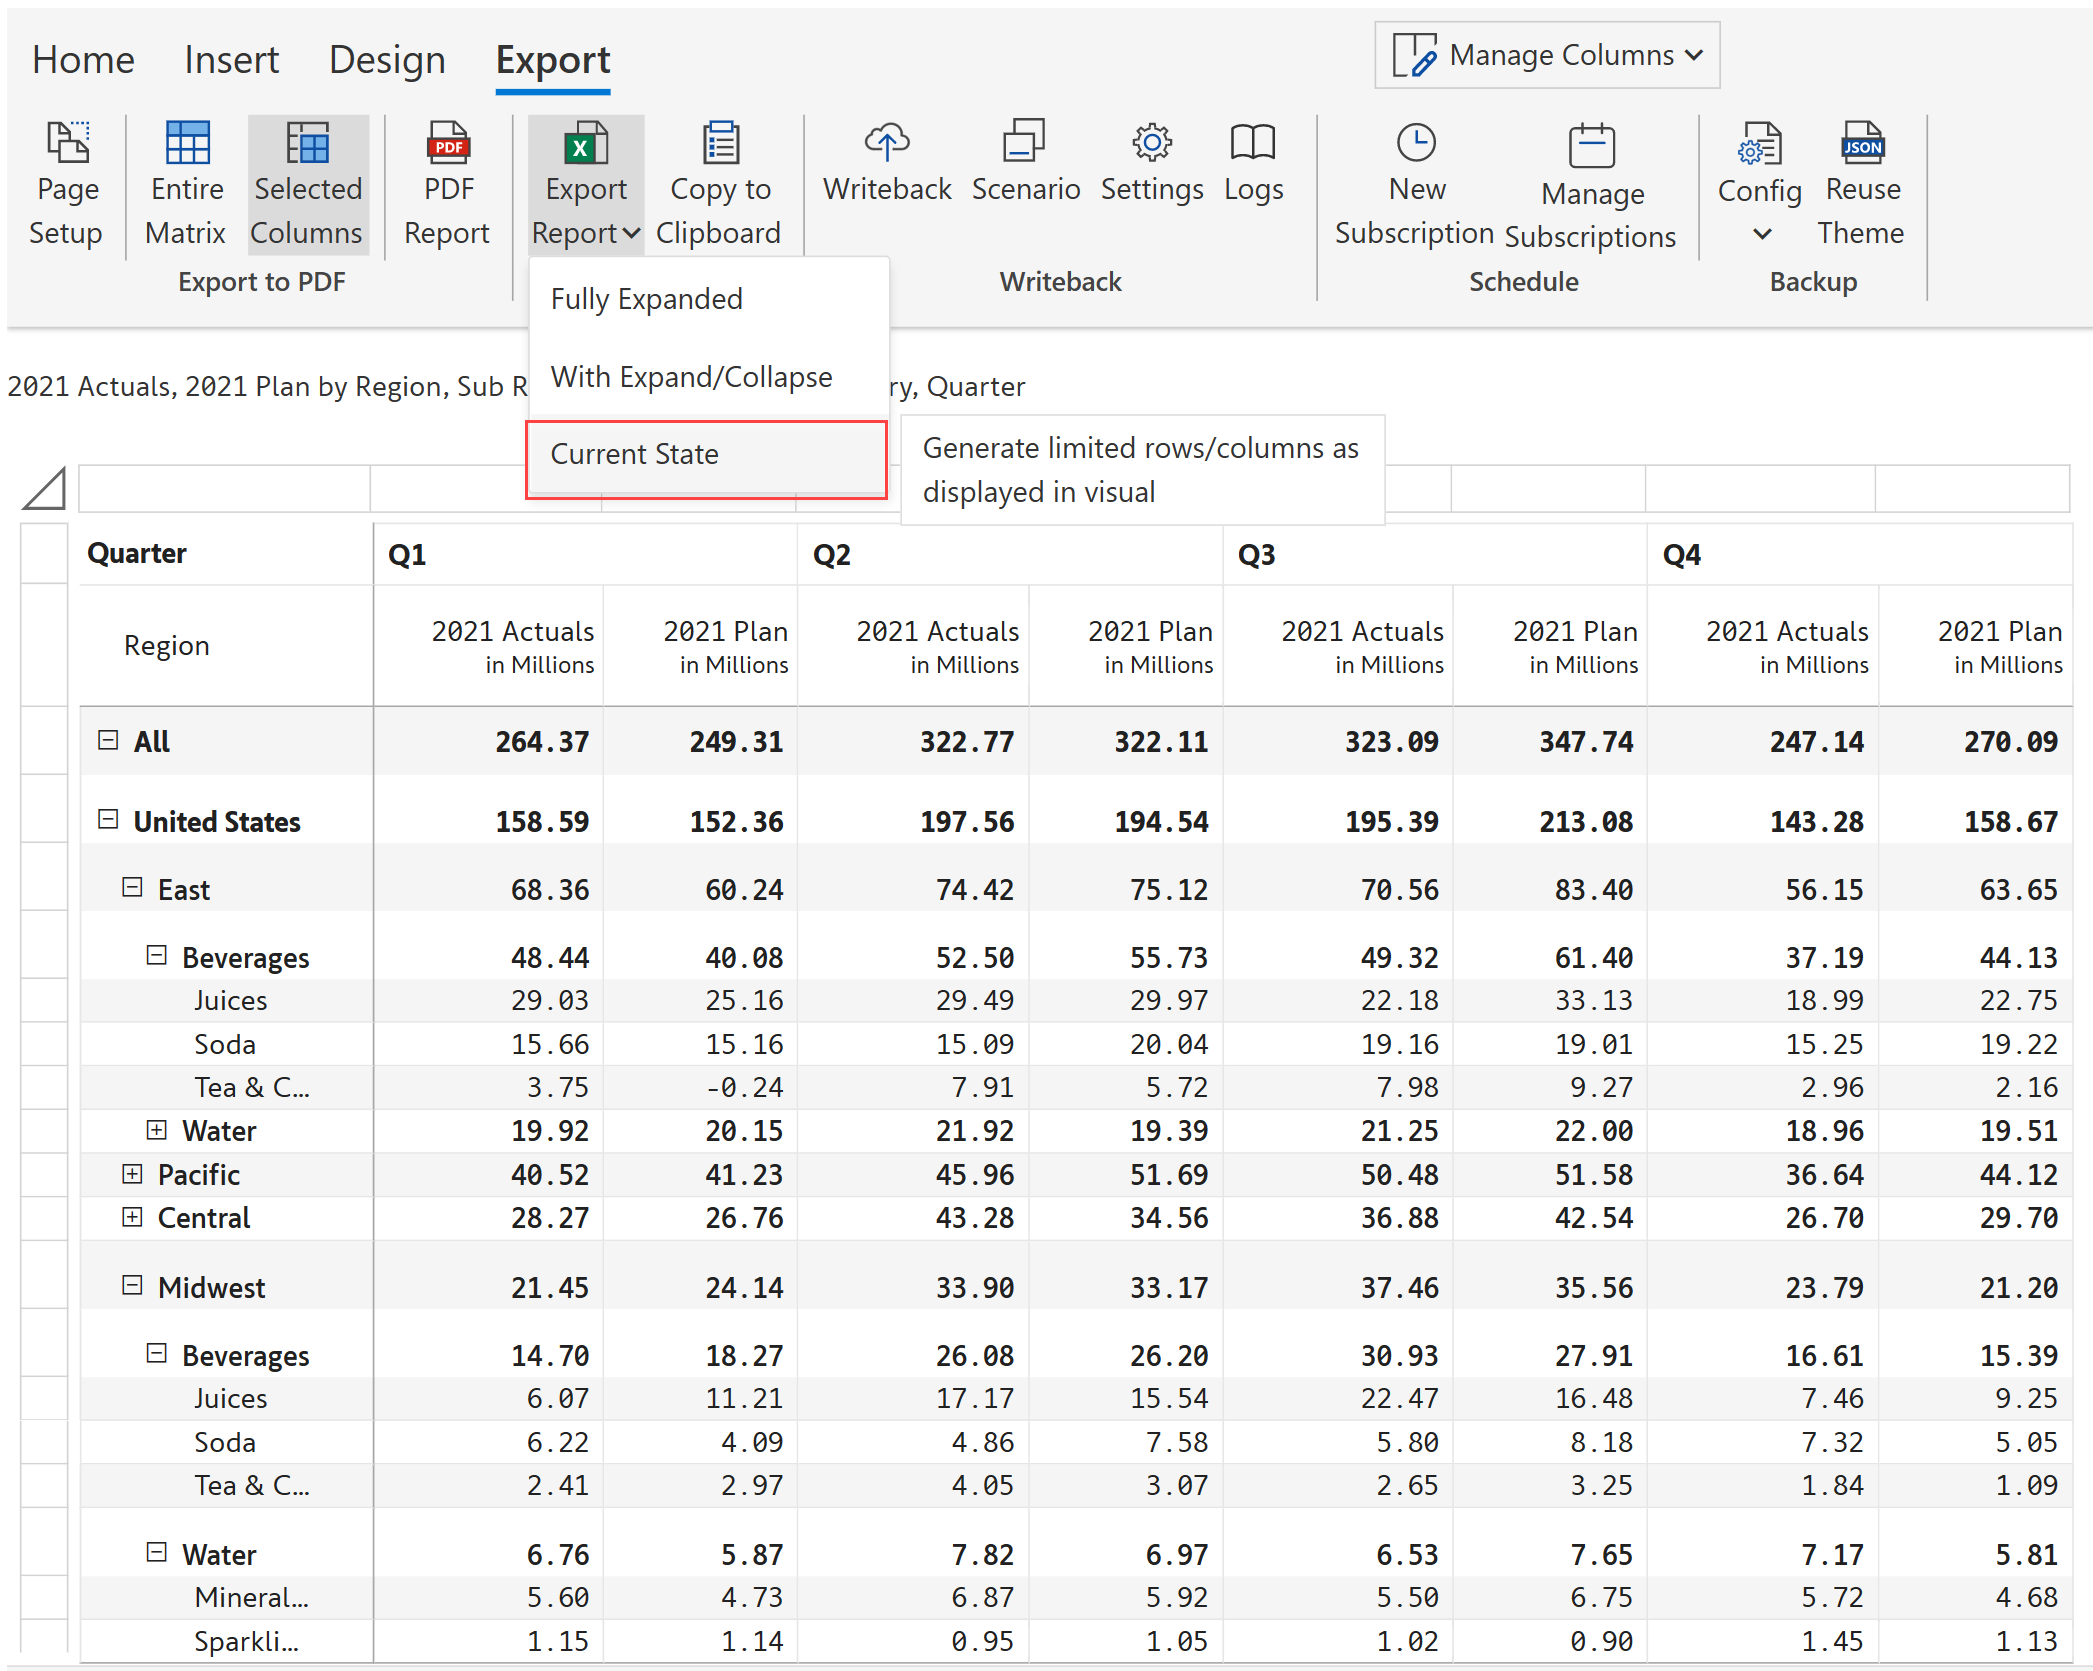 Home Insert Design Export Manage Columns
Page Setup Entire Matrix Selected Columns PDF PDF Report X Export Report Copy to Clipboard Writeback Scenario Settings Logs New Subscription Manage Subscriptions Config JSON Reuse Theme
Export to PDF Writeback Schedule Backup
Fully Expanded
With Expand/Collapse
2021 Actuals, 2021 Plan by Region, Sub R ry, Quarter
Current State
Generate limited rows/columns as
displayed in visual
Quarter Q1 Q2 Q3 Q4
Region 2021 Actuals in Millions 2021 Plan in Millions 2021 Actuals in Millions 2021 Plan in Millions 2021 Actuals in Millions 2021 Plan in Millions 2021 Actuals in Millions 2021 Plan in Millions
All 264.37 249.31 322.77 322.11 323.09 347.74 247.14 270.09
United States 158.59 152.36 197.56 194.54 195.39 213.08 143.28 158.67
East 68.36 60.24 74.42 75.12 70.56 83.40 56.15 63.65
Beverages 48.44 40.08 52.50 55.73 49.32 61.40 37.19 44.13
Juices 29.03 25.16 29.49 29.97 22.18 33.13 18.99 22.75
Soda 15.66 15.16 15.09 20.04 19.16 19.01 15.25 19.22
Tea & C... 3.75 -0.24 7.91 5.72 7.98 9.27 2.96 2.16
Water 19.92 20.15 21.92 19.39 21.25 22.00 18.96 19.51
Pacific 40.52 41.23 45.96 51.69 50.48 51.58 36.64 44.12
Central 28.27 26.76 43.28 34.56 36.88 42.54 26.70 29.70
Midwest 21.45 24.14 33.90 33.17 37.46 35.56 23.79 21.20
Beverages 14.70 18.27 26.08 26.20 30.93 27.91 16.61 15.39
Juices 6.07 11.21 17.17 15.54 22.47 16.48 7.46 9.25
Soda 6.22 4.09 4.86 7.58 5.80 8.18 7.32 5.05
Tea & C... 2.41 2.97 4.05 3.07 2.65 3.25 1.84 1.09
Water 6.76 5.87 7.82 6.97 6.53 7.65 7.17 5.81
Mineral... 5.60 4.73 6.87 5.92 5.50 6.75 5.72 4.68
Sparkli... 1.15 1.14 0.95 1.05 1.02 0.90 1.45 1.13